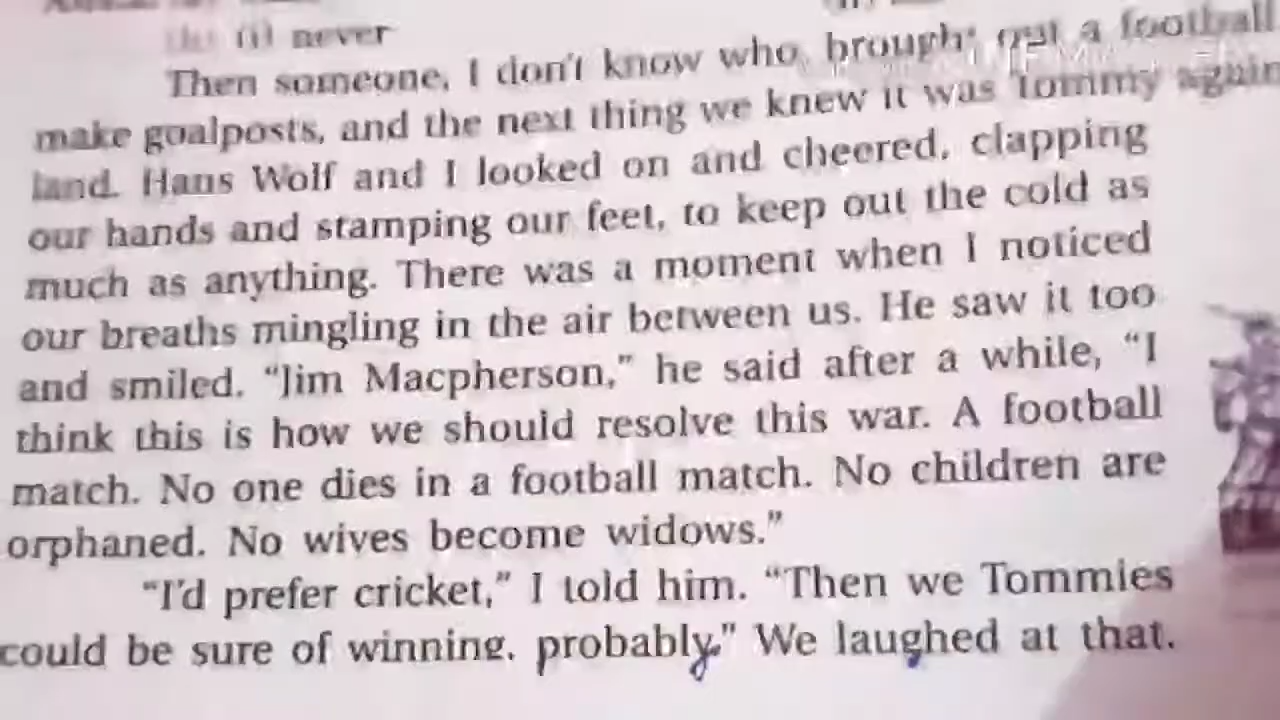 (i) never
Then someone, I don't know who, brought out a football
make goalposts, and the next thing we knew it was Tommy again
land. Hans Wolf and I looked on and cheered, clapping
our hands and stamping our feet, to keep out the cold as
much as anything. There was a moment when I noticed
our breaths mingling in the air between us. He saw it too
and smiled. “Jim Macpherson,” he said after a while, “I
think this is how we should resolve this war. A football
match. No one dies in a football match. No children are
orphaned. No wives become widows.”
“I'd prefer cricket,” I told him. “Then we Tommies
could be sure of winning, probably.” We laughed at that.